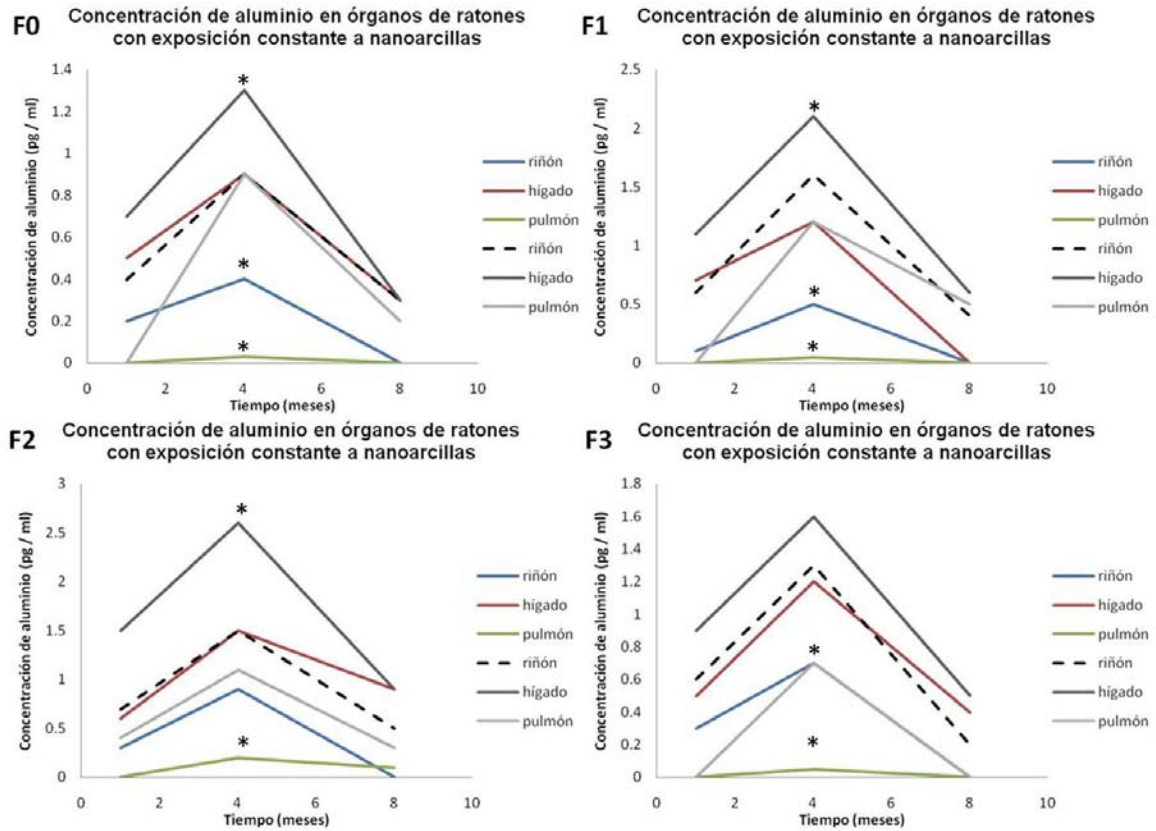 F0
Concentración de aluminio en órganos de ratones
con exposición constante a nanoarcillas
Concentración de aluminio (pg / ml)
1.4
1.2
1
0.8
0.6
0.4
0.2
0
0 2 4 6 8 10
Tiempo (meses)
*
*
*
riñón
hígado
pulmón
riñón
hígado
pulmón
F1
Concentración de aluminio en órganos de ratones
con exposición constante a nanoarcillas
Concentración de aluminio (pg / ml)
2.5
2
1.5
1
0.5
0
0 2 4 6 8 10
Tiempo (meses)
*
*
*
riñón
hígado
pulmón
riñón
hígado
pulmón
F2
Concentración de aluminio en órganos de ratones
con exposición constante a nanoarcillas
Concentración de aluminio (pg / ml)
3
2.5
2
1.5
1
0.5
0
0 2 4 6 8 10
Tiempo (meses)
*
*
riñón
hígado
pulmón
riñón
hígado
pulmón
F3
Concentración de aluminio en órganos de ratones
con exposición constante a nanoarcillas
Concentración de aluminio (pg / ml)
1.8
1.6
1.4
1.2
1
0.8
0.6
0.4
0.2
0
0 2 4 6 8 10
Tiempo (meses)
*
*
riñón
hígado
pulmón
riñón
hígado
pulmón